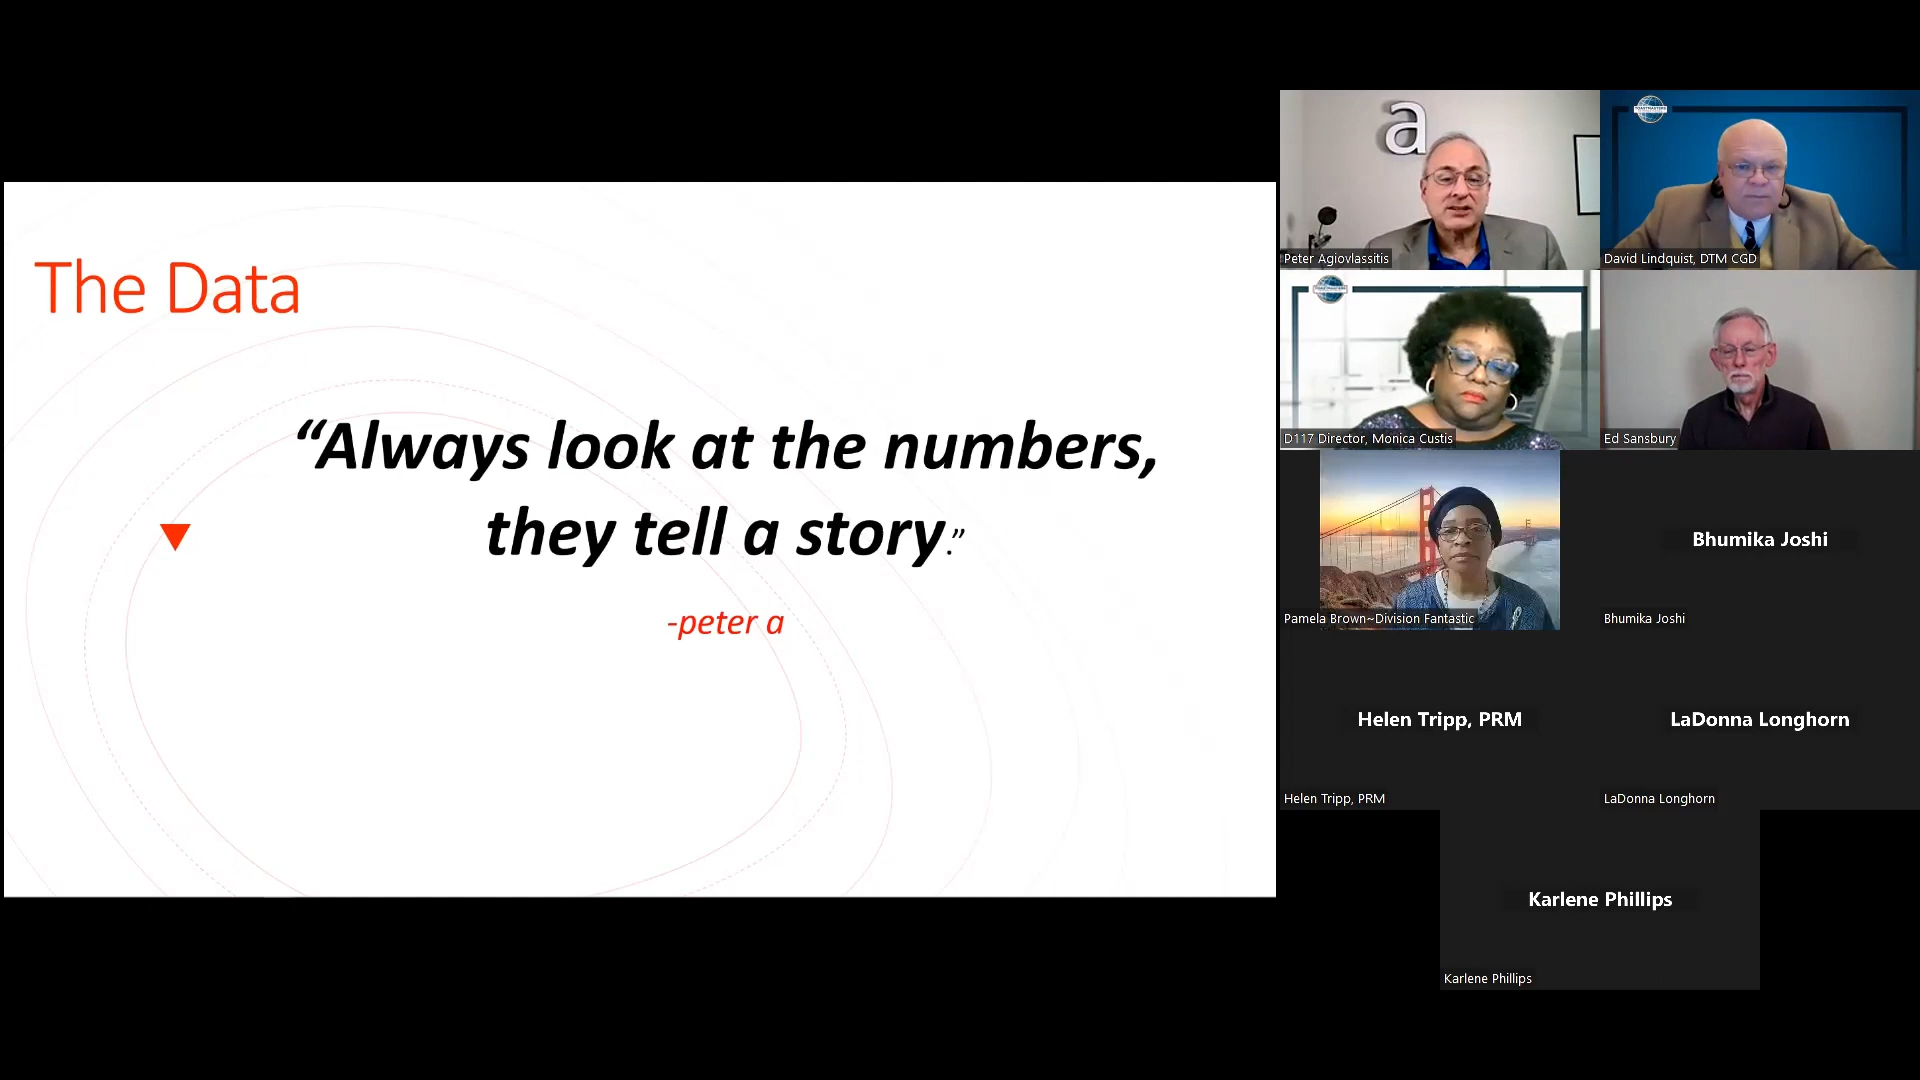 The Data
“Always look at the numbers,
they tell a story.”
-peter a
a
Peter Agiovlassitis
TOASTMASTERS
David Lindquist, DTM CGD
D117 Director, Monica Custis
Ed Sansbury
Pamela Brown~Division Fantastic
Bhumika Joshi
Bhumika Joshi
Helen Tripp, PRM
Helen Tripp, PRM
LaDonna Longhorn
LaDonna Longhorn
Karlene Phillips
Karlene Phillips